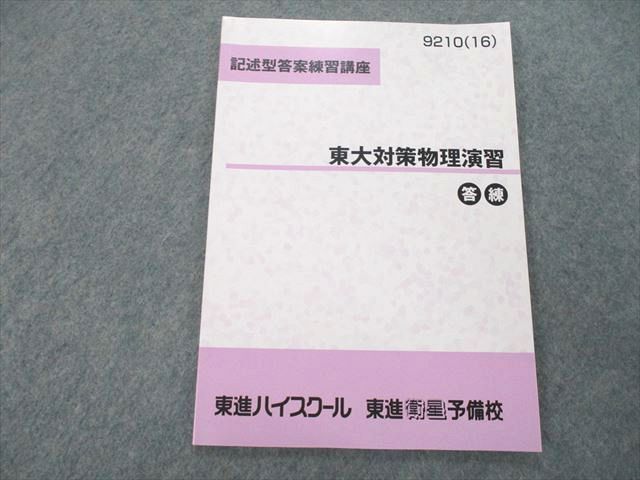 9210(16)
記述型答案練習講座
東大対策物理演習
答練
東進ハイスクール 東進衛星予備校